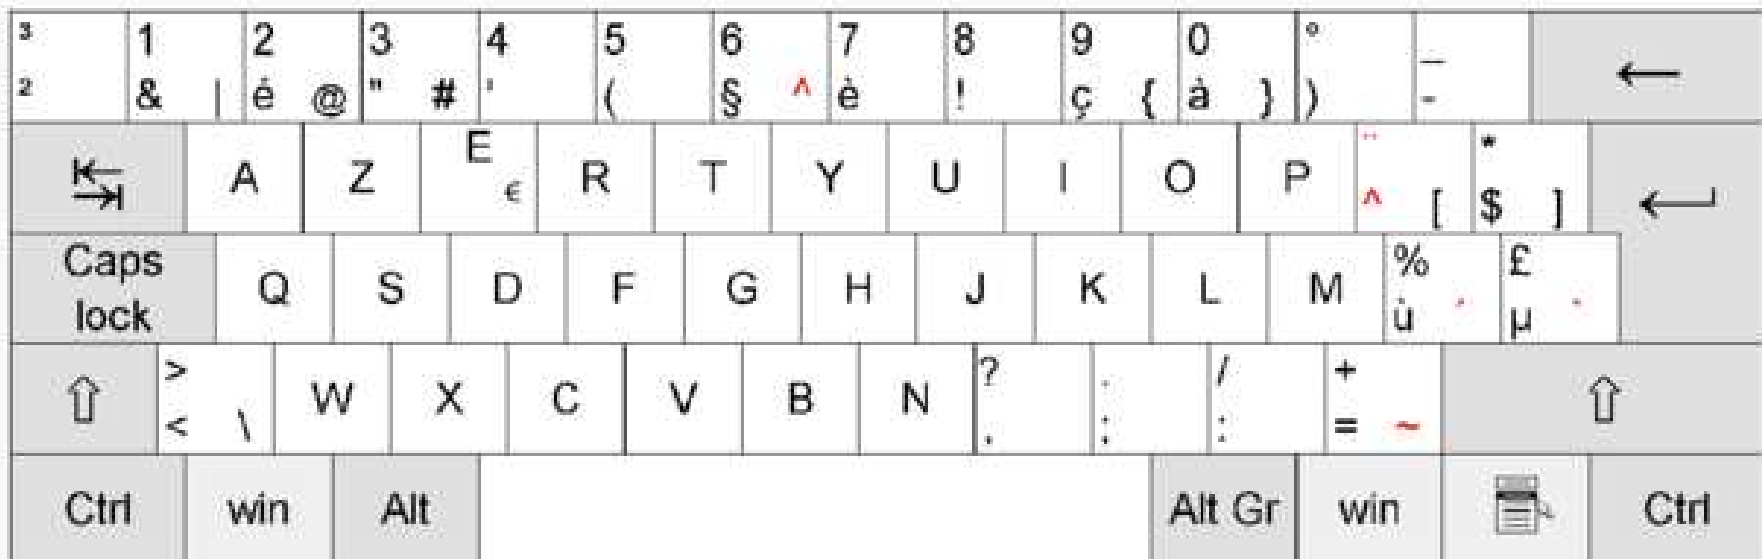 ³ 1 2 3 4 5 6 7 8 9 0 ° _
² & | é @ " # ' ( § ^ è ! ç { à } ) -
A Z E € R T Y U I O P ¨ ^ [ * $ ]
Caps lock Q S D F G H J K L M % ù ´ £ µ `
> < \ W X C V B N ? . / : + = ~
Ctrl win Alt Alt Gr win Ctrl